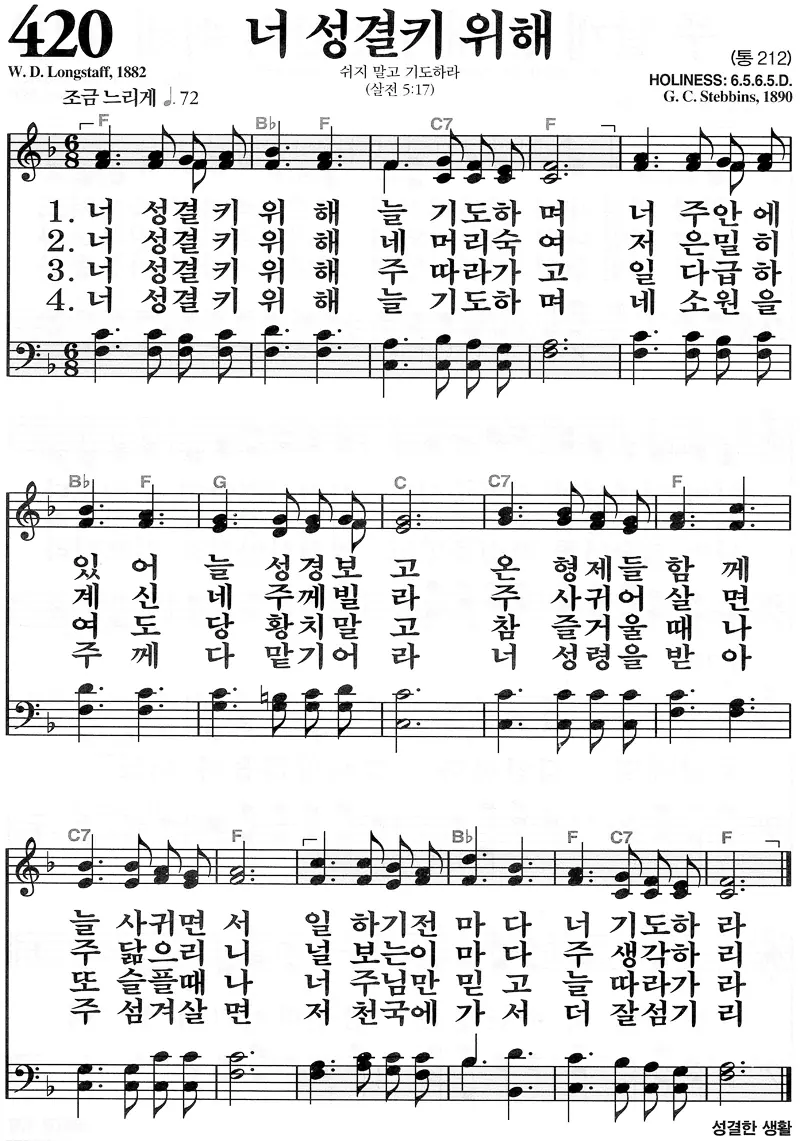 420
너 성결키 위해
(통 212)
W. D. Longstaff, 1882
쉬지 말고 기도하라
(살전 5:17)
HOLINESS: 6.5.6.5.D.
G. C. Stebbins, 1890
조금 느리게 ♩. 72
F B♭ F C7 F
1. 너 성결키 위해 늘 기도하며 너 주안에
2. 너 성결키 위해 네 머리숙여 저 은밀히
3. 너 성결키 위해 주 따라가고 일 다급하
4. 너 성결키 위해 늘 기도하며 네 소원을
B♭ F G C C7 F
있어 늘 성경보고 온 형제들 함께
계신 네 주께빌라 주 사귀어 살면
여도 당황치말고 참 즐거울 때나
주께 다 맡기어라 너 성령을 받아
C7 F B♭ F C7 F
늘 사귀면서 일 하기전 마다 너 기도하라
주 닮으리니 널 보는이 마다 주 생각하리
또 슬플때나 너 주님만 믿고 늘 따라가라
주 섬겨살면 저 천국에 가서 더 잘섬기리
성결한 생활